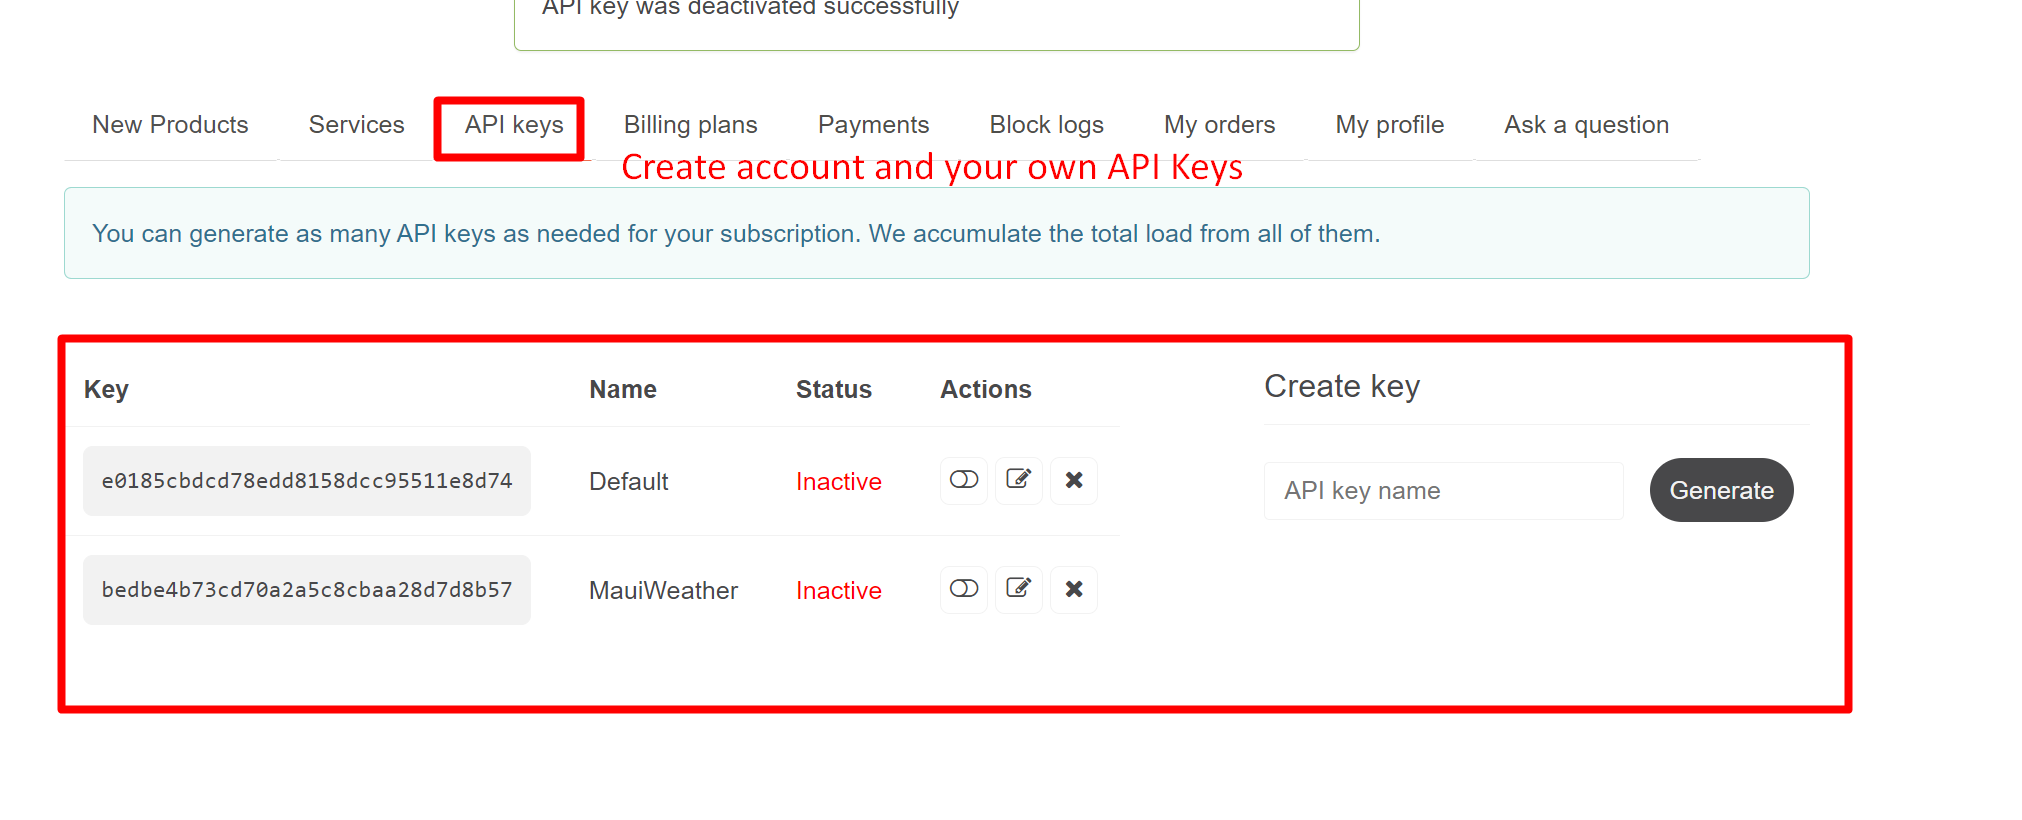 API key was deactivated successfully
New Products Services API keys Billing plans Payments Block logs My orders My profile Ask a question
Create account and your own API Keys
You can generate as many API keys as needed for your subscription. We accumulate the total load from all of them.
Key Name Status Actions Create key
e0185cbdcd78edd8158dcc95511e8d74 Default Inactive API key name Generate
bedbe4b73cd70a2a5c8cbaa28d7d8b57 MauiWeather Inactive